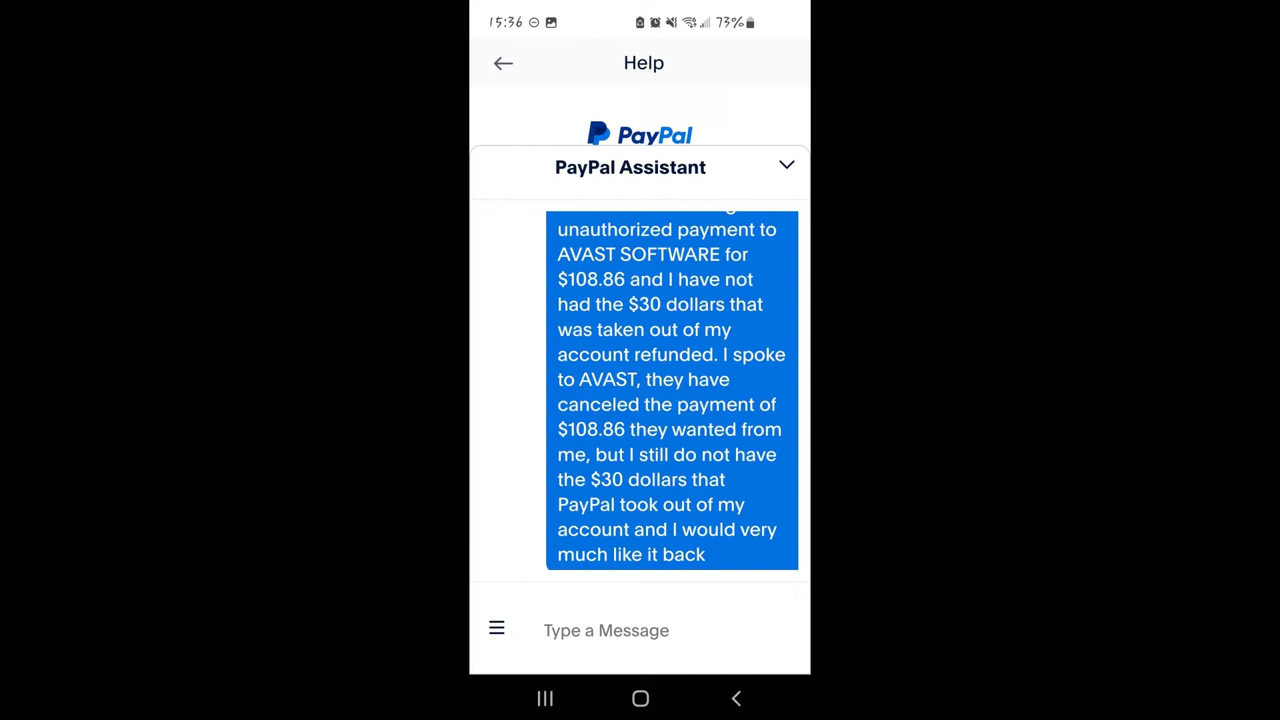 15:36 73%
Help
PayPal
PayPal Assistant
unauthorized payment to
AVAST SOFTWARE for
$108.86 and I have not
had the $30 dollars that
was taken out of my
account refunded. I spoke
to AVAST, they have
canceled the payment of
$108.86 they wanted from
me, but I still do not have
the $30 dollars that
PayPal took out of my
account and I would very
much like it back
Type a Message